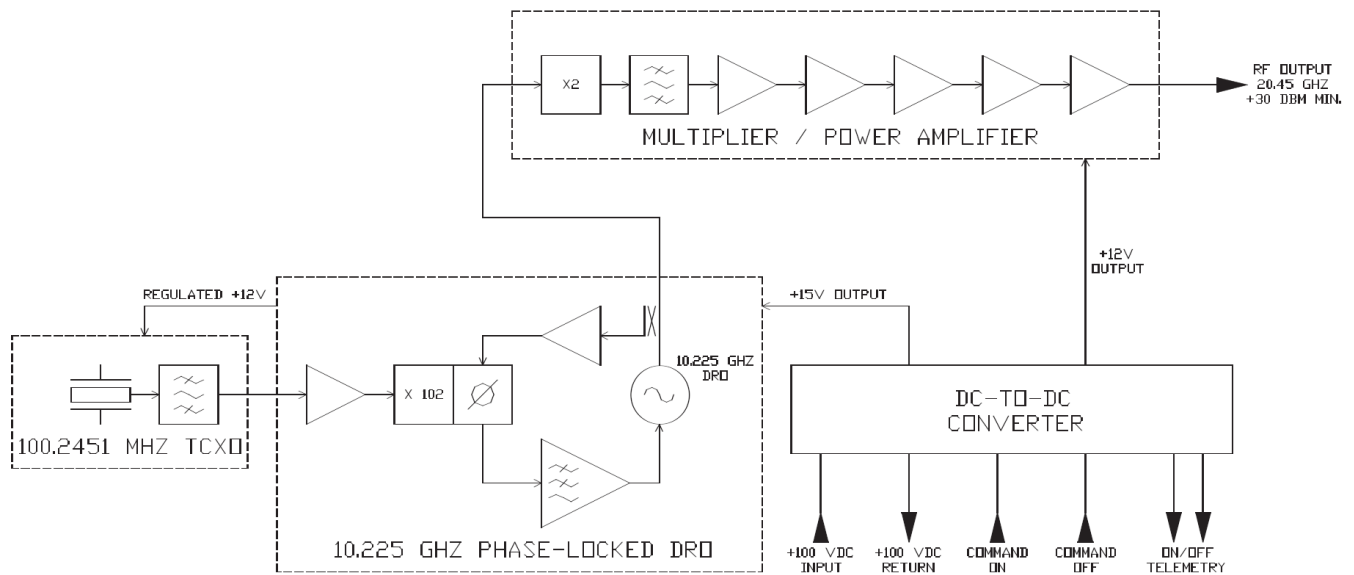 X2
RF OUTPUT
20.45 GHZ
+30 DBM MIN.
MULTIPLIER / POWER AMPLIFIER
+12V
OUTPUT
REGULATED +12V
+15V OUTPUT
10.225 GHZ
DRO
X 102
DC-TO-DC
CONVERTER
100.2451 MHZ TCXO
10.225 GHZ PHASE-LOCKED DRO
+100 VDC
INPUT
+100 VDC
RETURN
COMMAND
ON
COMMAND
OFF
ON/OFF
TELEMETRY